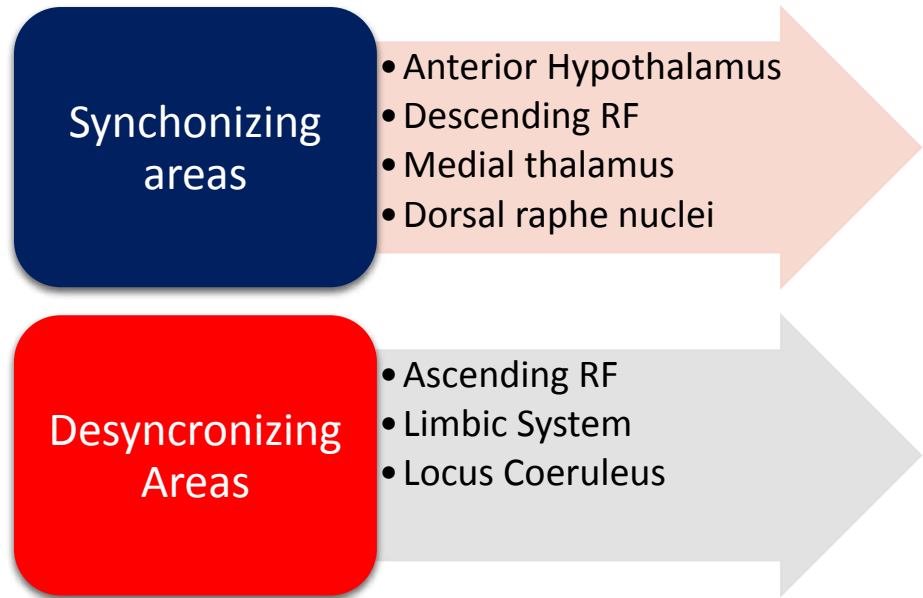 Synchonizing
areas
• Anterior Hypothalamus
• Descending RF
• Medial thalamus
• Dorsal raphe nuclei
Desyncronizing
Areas
• Ascending RF
• Limbic System
• Locus Coeruleus